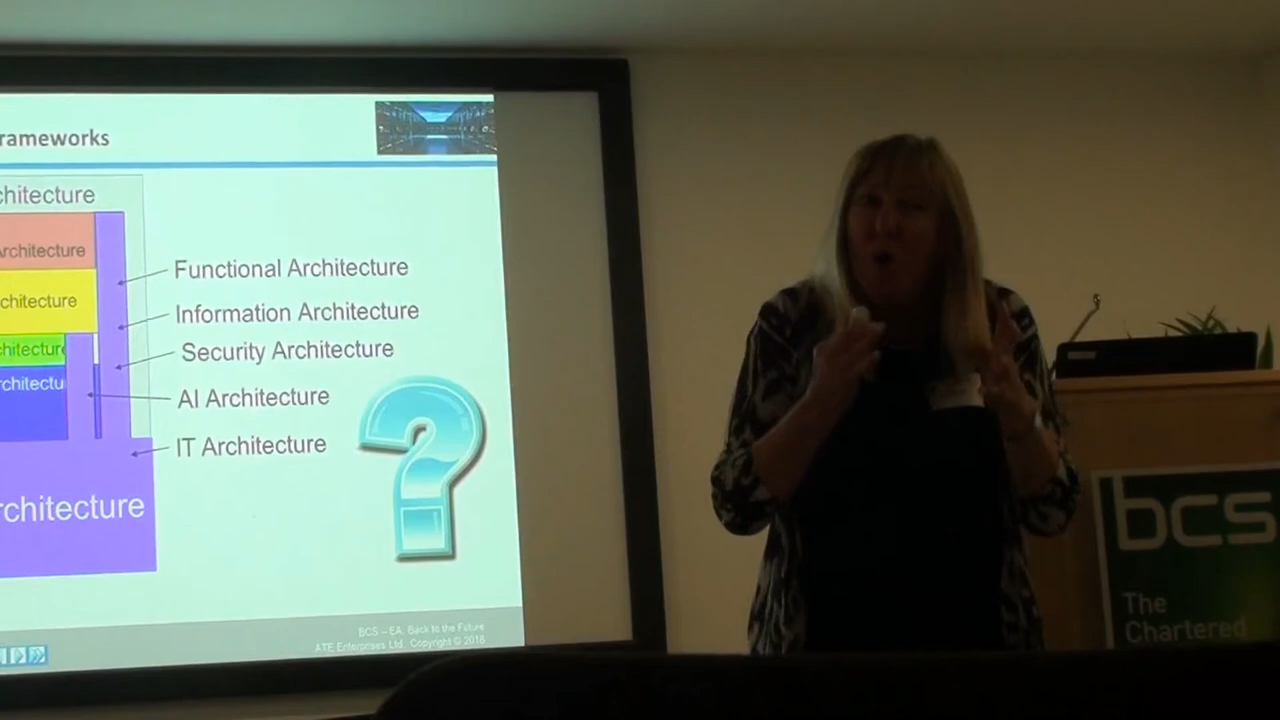 rameworks
chitecture
rchitecture
Functional Architecture
chitecture
Information Architecture
chitecture
Security Architecture
rchitectu
AI Architecture
IT Architecture
rchitecture
BCS – EA: Back to the Future
ATE Enterprises Ltd. Copyright © 2018
bcs
The
Chartered